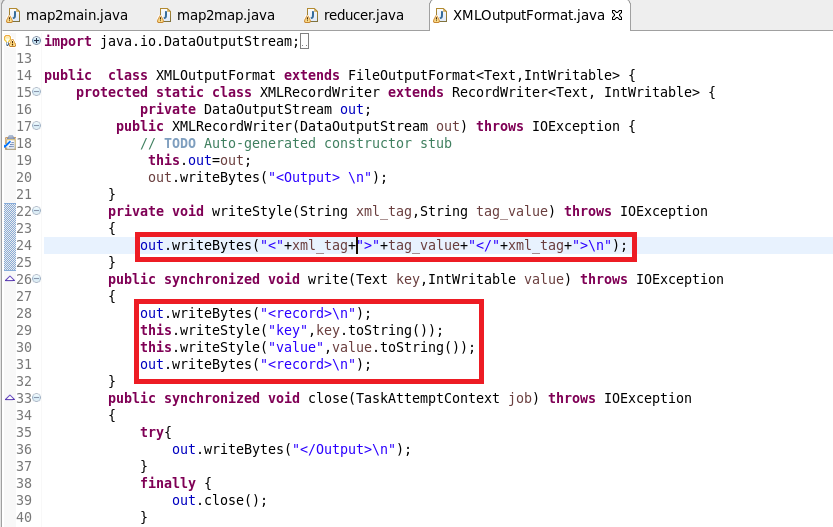 map2main.java map2map.java reducer.java XMLOutputFormat.java
1 import java.io.DataOutputStream;
13
14 public  class XMLOutputFormat extends FileOutputFormat<Text,IntWritable> {
15     protected static class XMLRecordWriter extends RecordWriter<Text, IntWritable> {
16             private DataOutputStream out;
17          public XMLRecordWriter(DataOutputStream out) throws IOException {
18             // TODO Auto-generated constructor stub
19              this.out=out;
20              out.writeBytes("<Output> \n");
21         }
22         private void writeStyle(String xml_tag,String tag_value) throws IOException
23         {
24             out.writeBytes("<"+xml_tag+">"+tag_value+"</"+xml_tag+">\n");
25         }
26         public synchronized void write(Text key,IntWritable value) throws IOException
27         {
28             out.writeBytes("<record>\n");
29             this.writeStyle("key",key.toString());
30             this.writeStyle("value",value.toString());
31             out.writeBytes("<record>\n");
32         }
33         public synchronized void close(TaskAttemptContext job) throws IOException
34         {
35             try{
36                 out.writeBytes("</Output>\n");
37             }
38             finally {
39                 out.close();
40             }